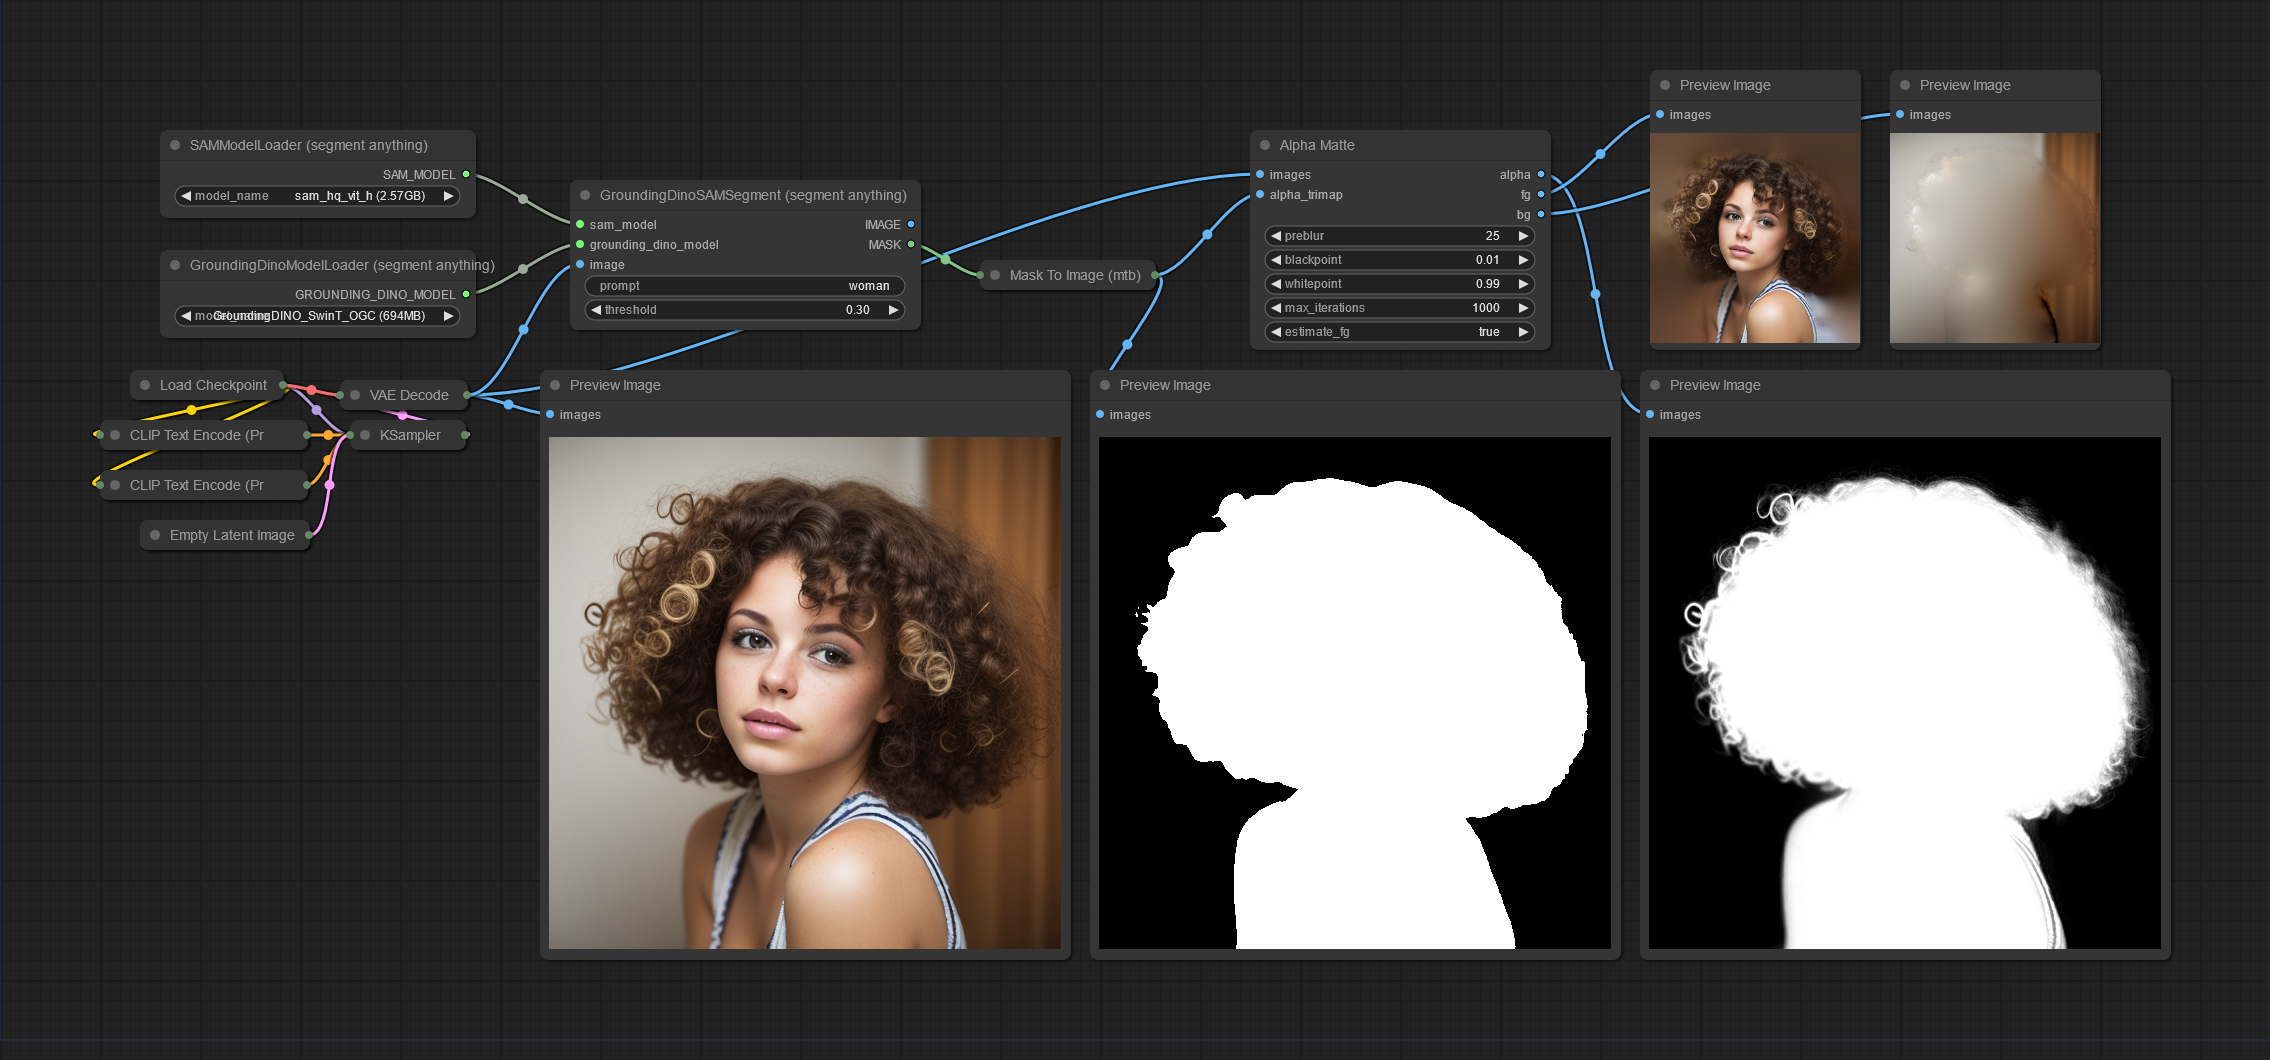 SAMModelLoader (segment anything)
SAM_MODEL
model_name sam_hq_vit_h (2.57GB)
GroundingDinoModelLoader (segment anything)
GROUNDING_DINO_MODEL
GroundingDINO_SwinT_OGC (694MB)
GroundingDinoSAMSegment (segment anything)
sam_model IMAGE
grounding_dino_model MASK
image
prompt woman
threshold 0.30
Mask To Image (mtb)
Alpha Matte
images alpha
alpha_trimap fg
bg
preblur 25
blackpoint 0.01
whitepoint 0.99
max_iterations 1000
estimate_fg true
Preview Image
images
Preview Image
images
Load Checkpoint
VAE Decode
CLIP Text Encode (Pr
KSampler
CLIP Text Encode (Pr
Empty Latent Image
Preview Image
images
Preview Image
images
Preview Image
images